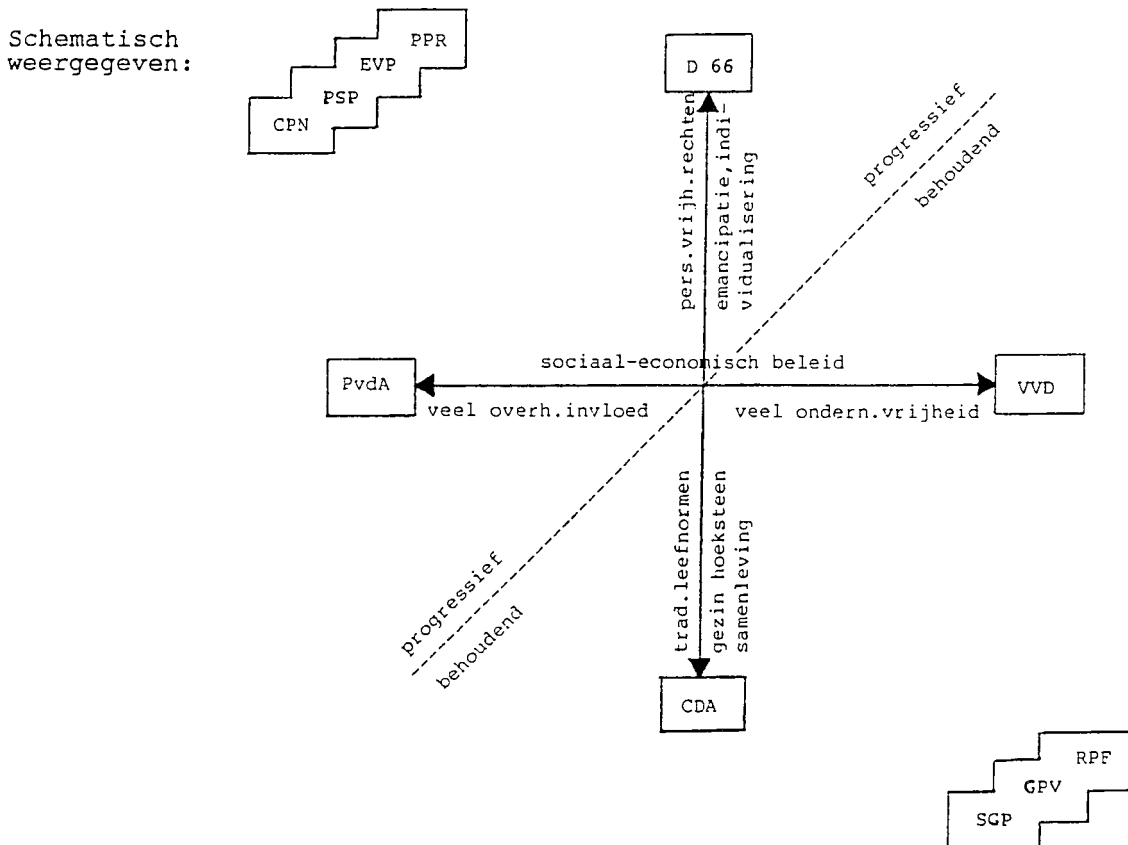 Schematisch
weergegeven:
PPR
EVP
PSP
CPN
D 66
pers.vrijh.rechten
emancipatie,indi-
vidualisering
progressief
behoudend
sociaal-economisch beleid
PvdA
VVD
veel overh.invloed
veel ondern.vrijheid
trad.leefnormen
gezin hoeksteen
samenleving
progressief
behoudend
CDA
RPF
GPV
SGP